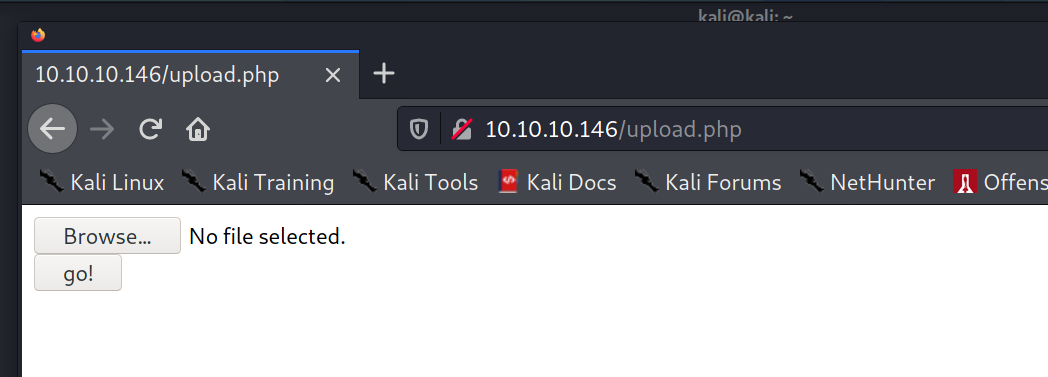 kali@kali: ~
10.10.10.146/upload.php
10.10.10.146/upload.php
Kali Linux Kali Training Kali Tools Kali Docs Kali Forums NetHunter Offens
Browse... No file selected.
go!